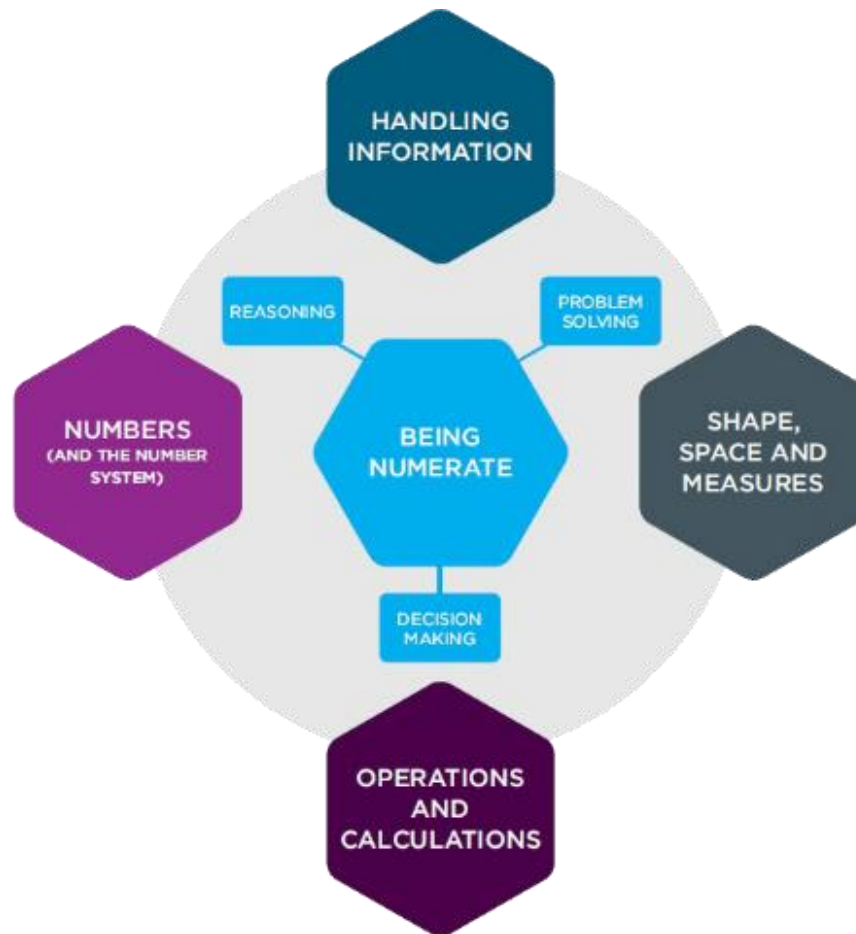 HANDLING
INFORMATION
REASONING
PROBLEM
SOLVING
NUMBERS
(AND THE NUMBER
SYSTEM)
BEING
NUMERATE
SHAPE,
SPACE AND
MEASURES
DECISION
MAKING
OPERATIONS
AND
CALCULATIONS